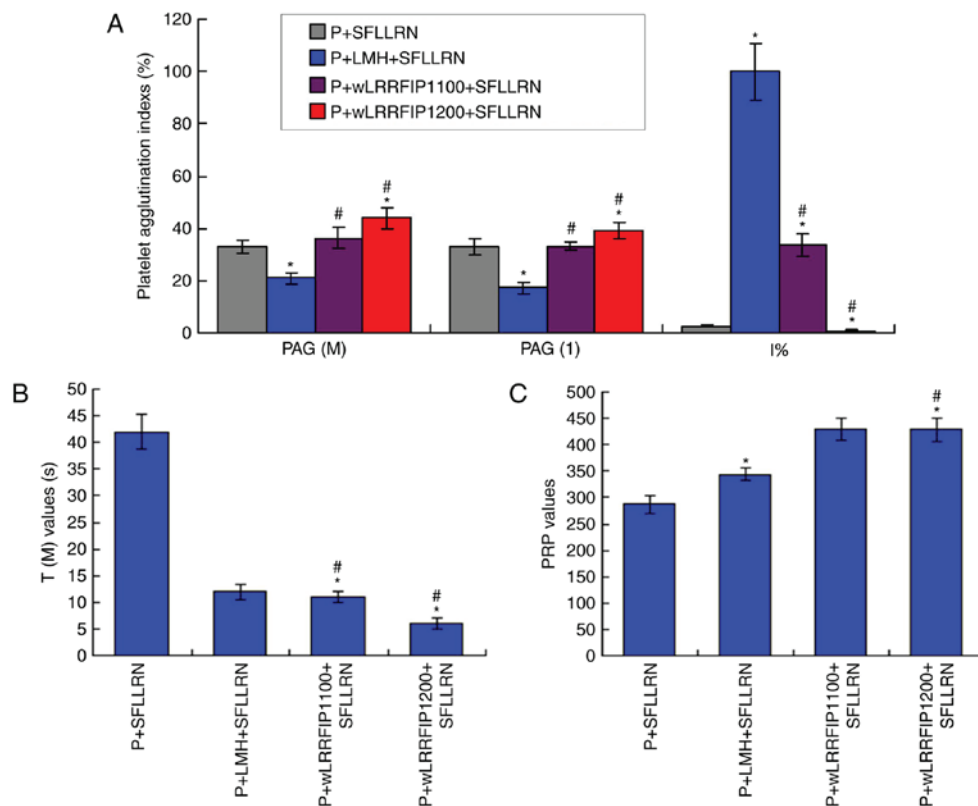 A
Platelet agglutination indexs (%)
120
100
80
60
40
20
0
P+SFLLRN
P+LMH+SFLLRN
P+wLRRFIP1100+SFLLRN
P+wLRRFIP1200+SFLLRN
*
#
#
*
*
#
#
*
*
#
*
#
*
PAG (M)
PAG (1)
I%
B
T (M) values (s)
50
45
40
35
30
25
20
15
10
5
0
#
*
#
*
P+SFLLRN
P+LMH+SFLLRN
P+wLRRFIP1100+
SFLLRN
P+wLRRFIP1200+
SFLLRN
C
PRP values
500
450
400
350
300
250
200
150
100
50
0
*
#
*
P+SFLLRN
P+LMH+SFLLRN
P+wLRRFIP1100+
SFLLRN
P+wLRRFIP1200+
SFLLRN